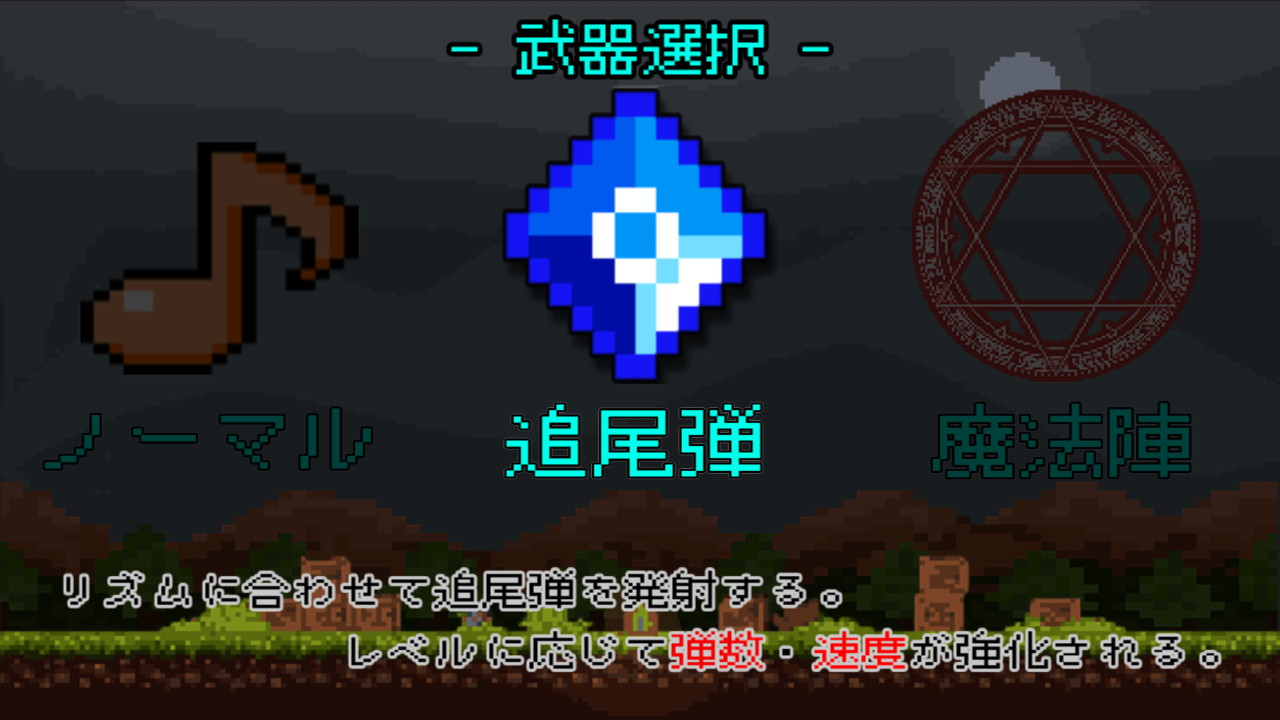 - 武器選択 -
ノーマル
追尾弾
魔法陣
リズムに合わせて追尾弾を発射する。
レベルに応じて弾数・速度が強化される。